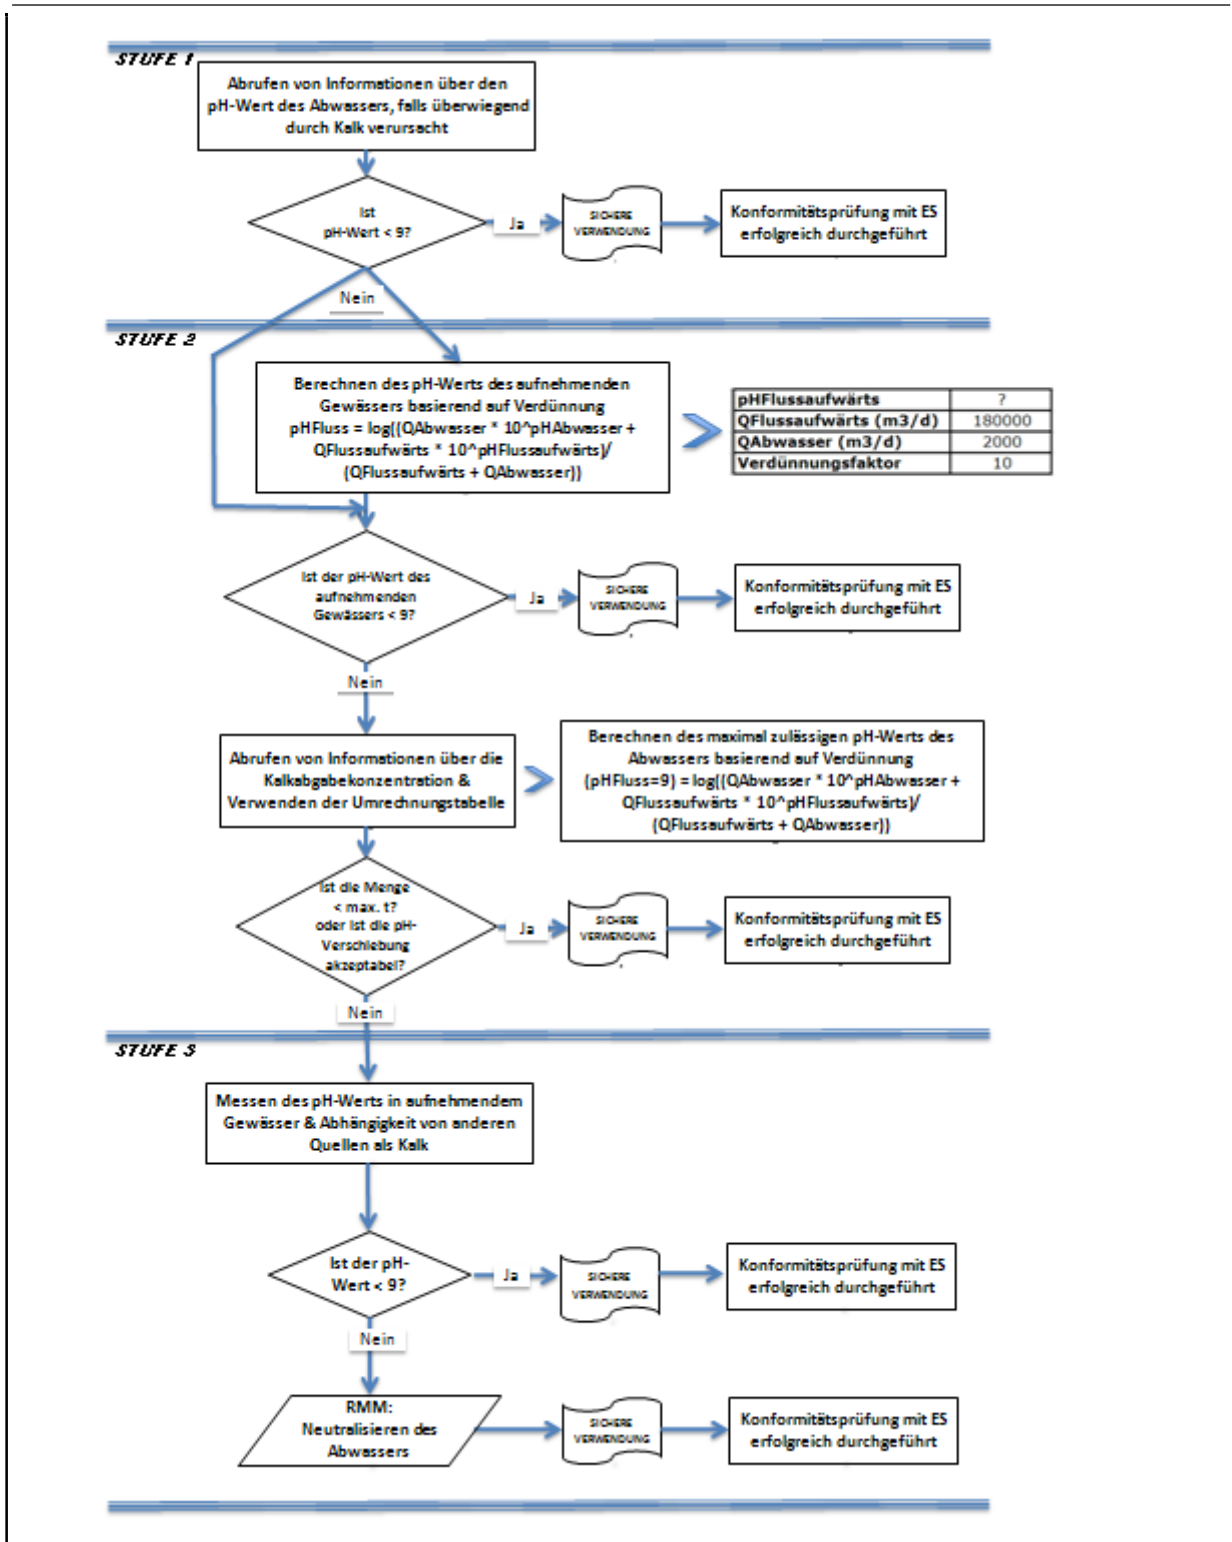 STUFE 1
Abrufen von Informationen über den
pH-Wert des Abwassers, falls überwiegend
durch Kalk verursacht
Ist
pH-Wert < 9?
Ja
SICHERE
VERWENDUNG
Konformitätsprüfung mit ES
erfolgreich durchgeführt
Nein
STUFE 2
Berechnen des pH-Werts des aufnehmenden
Gewässers basierend auf Verdünnung
pHFluss = log((QAbwasser * 10^pHAbwasser +
QFlussaufwärts * 10^pHFlussaufwärts)/
(QFlussaufwärts + QAbwasser))
pHFlussaufwärts ?
QFlussaufwärts (m3/d) 180000
QAbwasser (m3/d) 2000
Verdünnungsfaktor 10
Ist der pH-Wert des
aufnehmenden
Gewässers < 9?
Ja
SICHERE
VERWENDUNG
Konformitätsprüfung mit ES
erfolgreich durchgeführt
Nein
Abrufen von Informationen über die
Kalkabgabekonzentration &
Verwenden der Umrechnungstabelle
Berechnen des maximal zulässigen pH-Werts des
Abwassers basierend auf Verdünnung
(pHFluss=9) = log((QAbwasser * 10^pHAbwasser +
QFlussaufwärts * 10^pHFlussaufwärts)/
(QFlussaufwärts + QAbwasser))
Ist die Menge
< max. t?
oder ist die pH-
Verschiebung
akzeptabel?
Ja
SICHERE
VERWENDUNG
Konformitätsprüfung mit ES
erfolgreich durchgeführt
Nein
STUFE 3
Messen des pH-Werts in aufnehmendem
Gewässer & Abhängigkeit von anderen
Quellen als Kalk
Ist der pH-
Wert < 9?
Ja
SICHERE
VERWENDUNG
Konformitätsprüfung mit ES
erfolgreich durchgeführt
Nein
RMM:
Neutralisieren des
Abwassers
SICHERE
VERWENDUNG
Konformitätsprüfung mit ES
erfolgreich durchgeführt